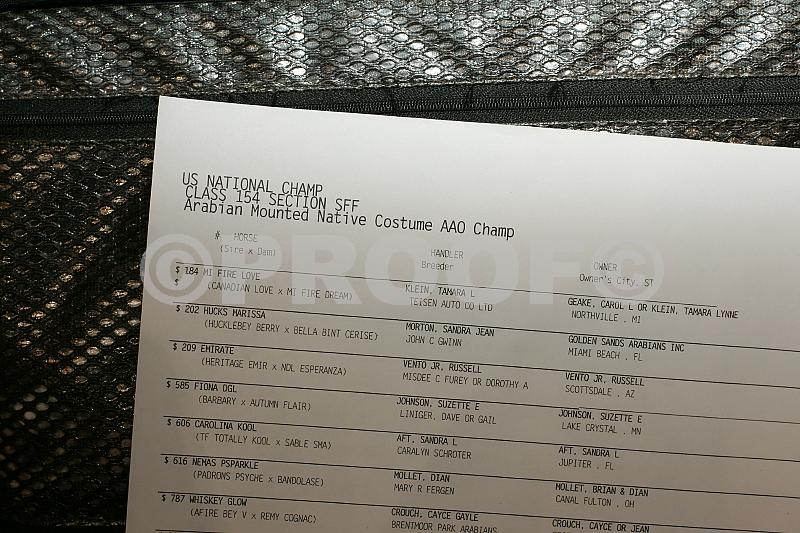 US NATIONAL CHAMP
CLASS 154 SECTION SFF
Arabian Mounted Native Costume AAO Champ
# HORSE HANDLER OWNER
(Sire x Dam) Breeder Owner's City, ST
$ 184 MI FIRE LOVE KLEIN, TAMARA L GEAKE, CAROL L OR KLEIN, TAMARA LYNNE
$ (CANADIAN LOVE x MI FIRE DREAM) TEISEN AUTO CO LTD NORTHVILLE , MI
$ 202 HUCKS MARISSA MORTON, SANDRA JEAN GOLDEN SANDS ARABIANS INC
(HUCKLEBEY BERRY x BELLA BINT CERISE) JOHN C GWINN MIAMI BEACH , FL
$ 209 EMIRATE VENTO JR, RUSSELL VENTO JR, RUSSELL
(HERITAGE EMIR x NDL ESPERANZA) MISDEE C FUREY OR DOROTHY A SCOTTSDALE , AZ
$ 585 FIONA DGL JOHNSON, SUZETTE E JOHNSON, SUZETTE E
(BARBARY x AUTUMN FLAIR) LINIGER, DAVE OR GAIL LAKE CRYSTAL , MN
$ 606 CAROLINA KOOL AFT, SANDRA L AFT, SANDRA L
(TF TOTALLY KOOL x SABLE SMA) CARALYN SCHROTER JUPITER , FL
$ 616 NEMAS PSPARKLE MOLLET, DIAN MOLLET, BRIAN & DIAN
(PADRONS PSYCHE x BANDOLASE) MARY R FERGEN CANAL FULTON , OH
$ 787 WHISKEY GLOW CROUCH, CAYCE GAYLE CROUCH, CAYCE OR JEAN
(AFIRE BEY V x REMY COGNAC) BRENTMOOR PARK ARABIANS
©PROOF©